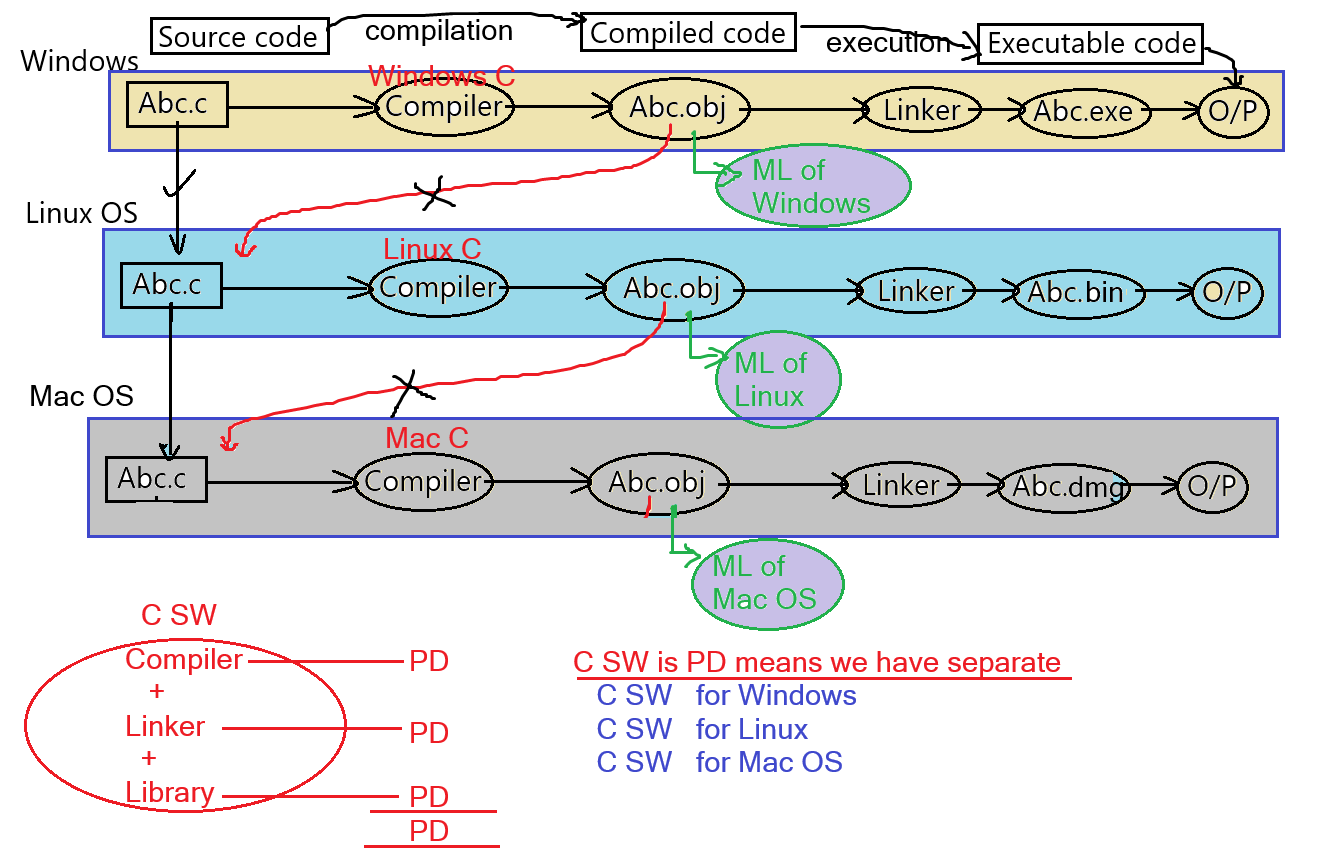 Source code
compilation
Compiled code
execution
Executable code
Windows
Abc.c
Windows C
Compiler
Abc.obj
Linker
Abc.exe
O/P
ML of
Windows
Linux OS
Abc.c
Linux C
Compiler
Abc.obj
Linker
Abc.bin
O/P
ML of
Linux
Mac OS
Abc.c
Mac C
Compiler
Abc.obj
Linker
Abc.dmg
O/P
ML of
Mac OS
C SW
Compiler PD
+
Linker PD
+
Library PD
PD
C SW is PD means we have separate
C SW for Windows
C SW for Linux
C SW for Mac OS